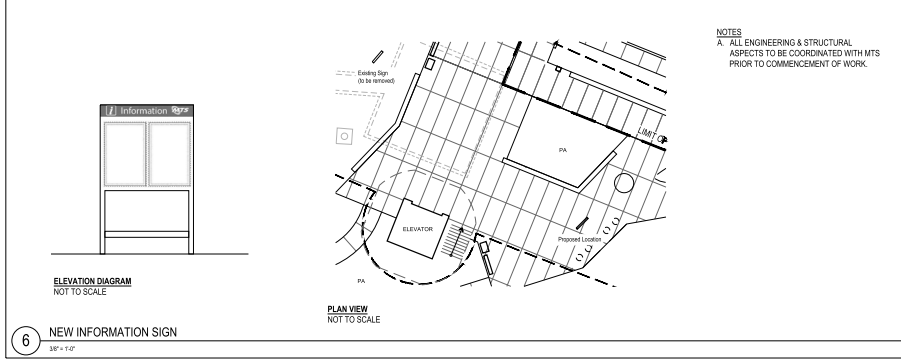 NOTES
A. ALL ENGINEERING & STRUCTURAL
ASPECTS TO BE COORDINATED WITH MTS
PRIOR TO COMMENCEMENT OF WORK.
Existing Sign
(to be removed)
i Information MTS
LIMIT OF
PA
ELEVATOR
Proposed Location
PA
ELEVATION DIAGRAM
NOT TO SCALE
PLAN VIEW
NOT TO SCALE
6 NEW INFORMATION SIGN
3/8" = 1'-0"